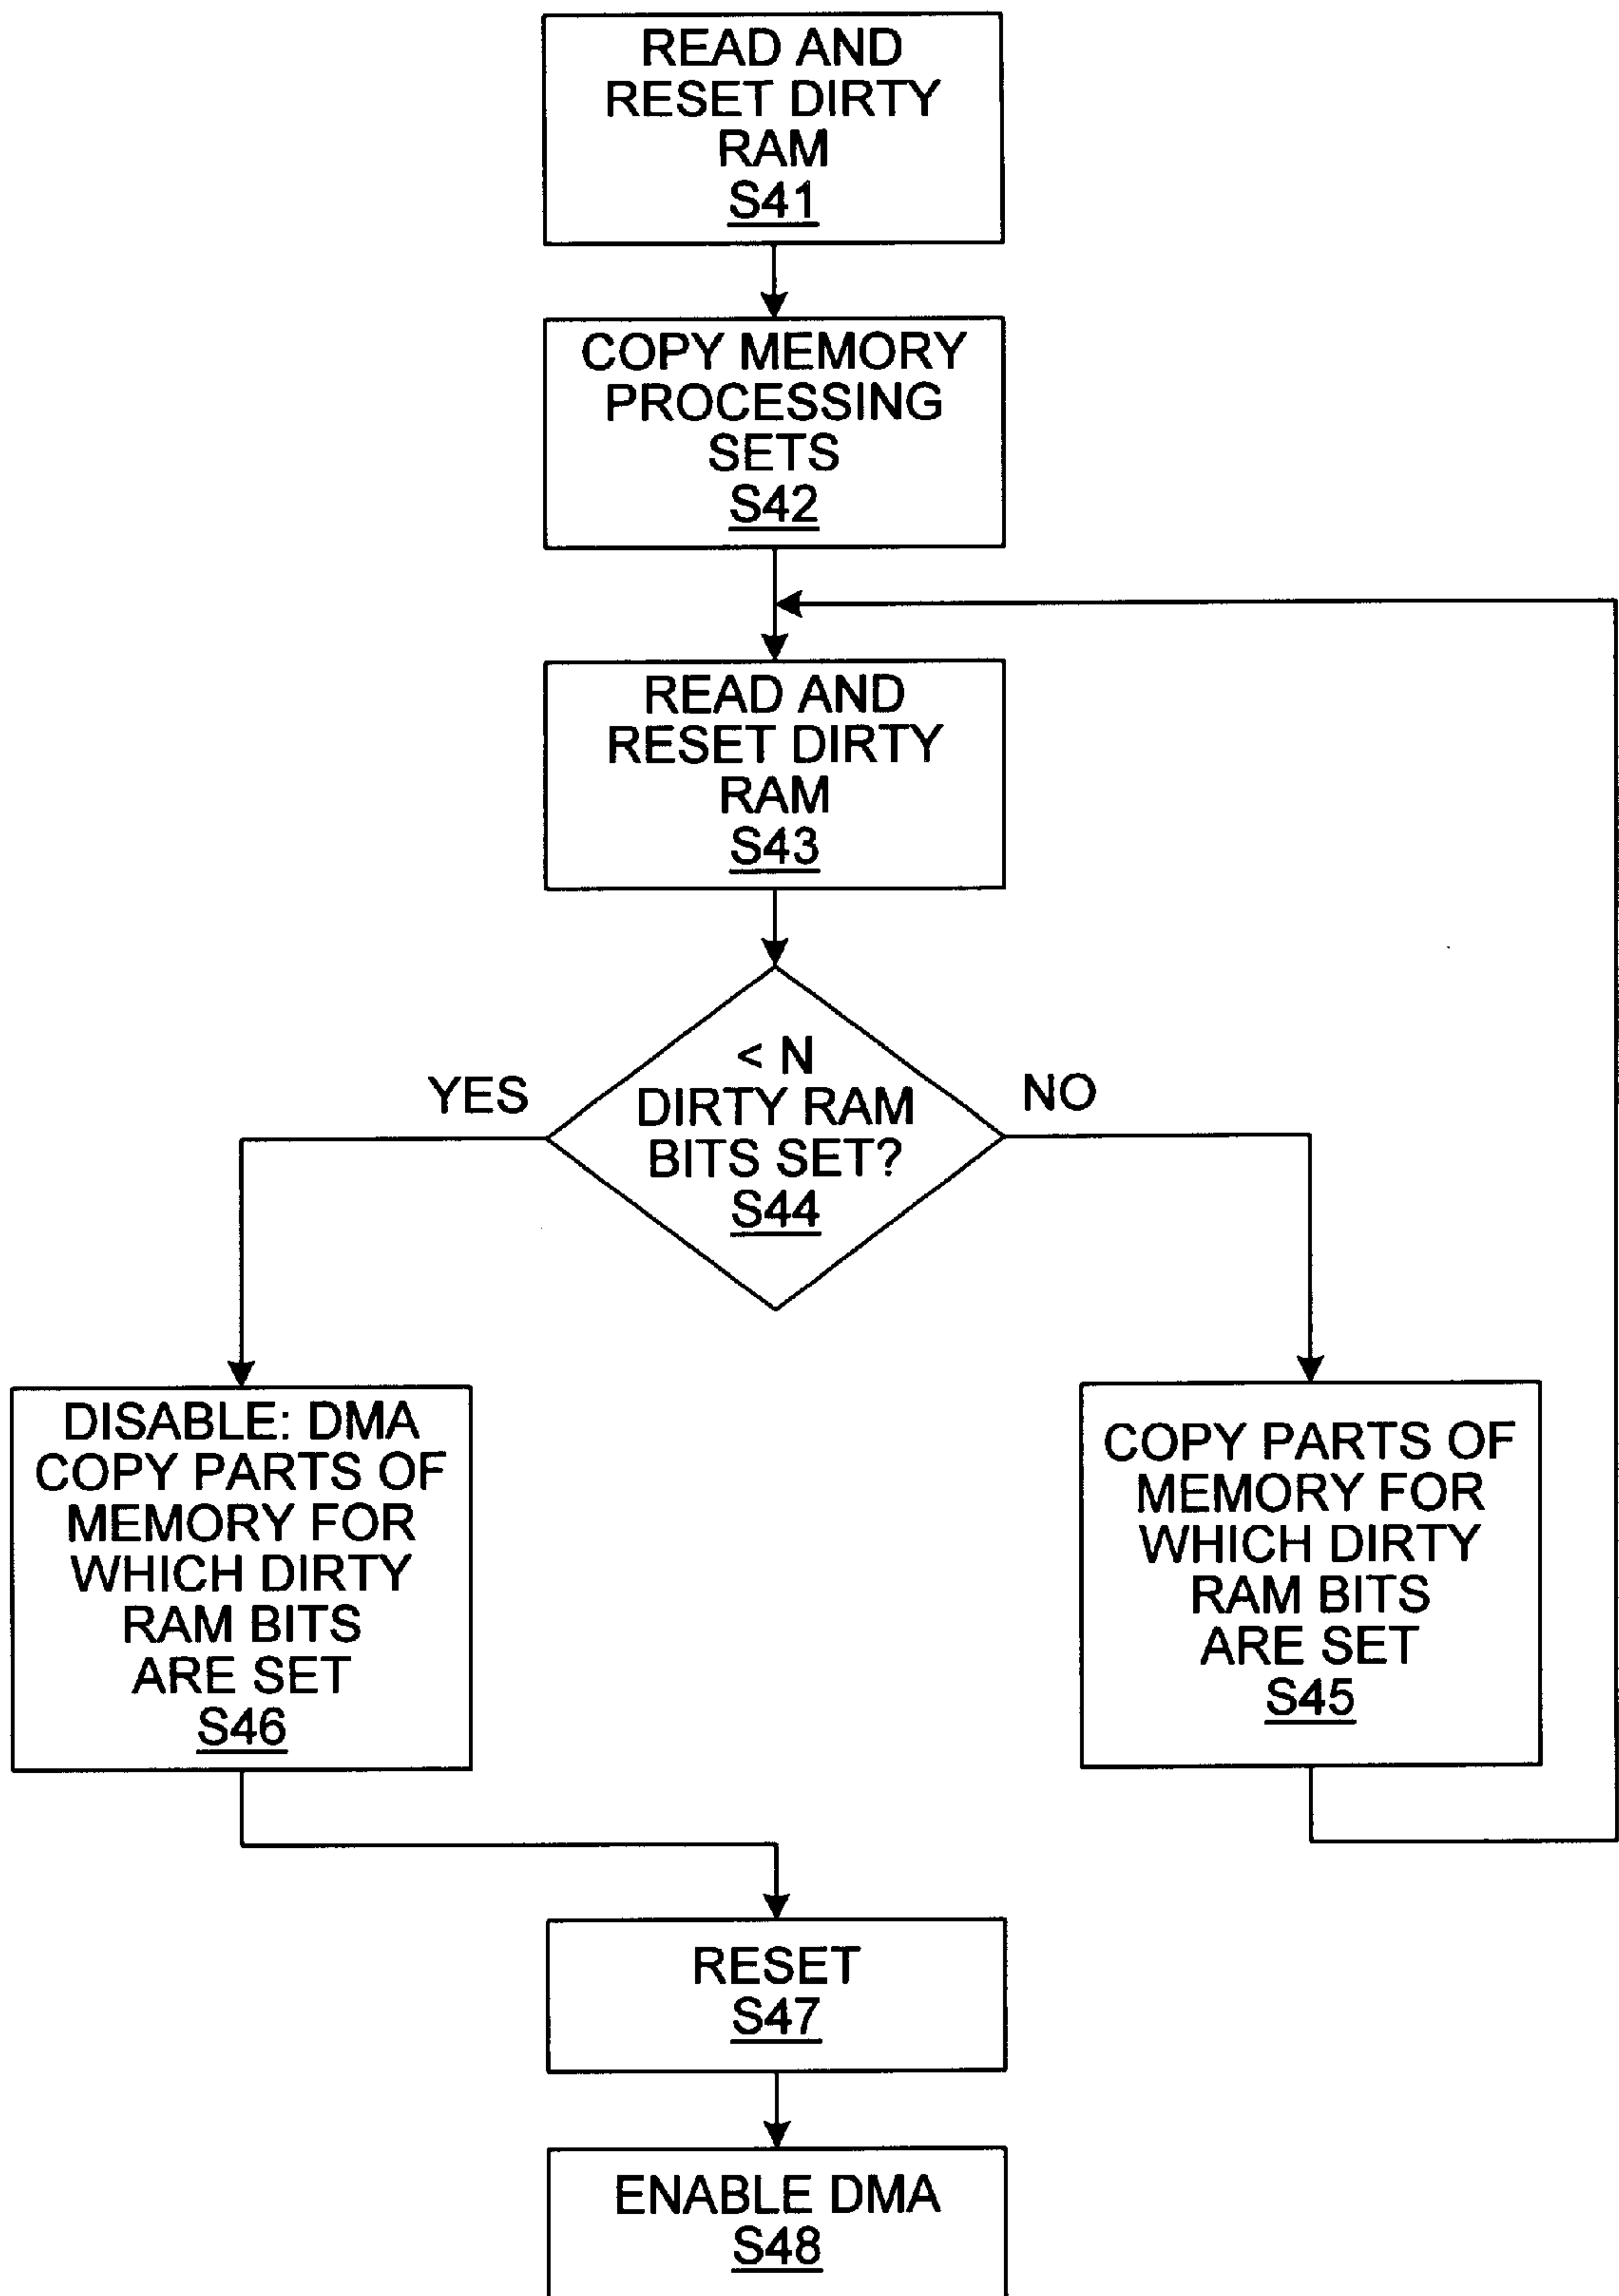 READ AND
RESET DIRTY
RAM
S41
COPY MEMORY
PROCESSING
SETS
S42
READ AND
RESET DIRTY
RAM
S43
< N
DIRTY RAM
BITS SET?
S44
YES
NO
DISABLE: DMA
COPY PARTS OF
MEMORY FOR
WHICH DIRTY
RAM BITS
ARE SET
S46
COPY PARTS OF
MEMORY FOR
WHICH DIRTY
RAM BITS
ARE SET
S45
RESET
S47
ENABLE DMA
S48